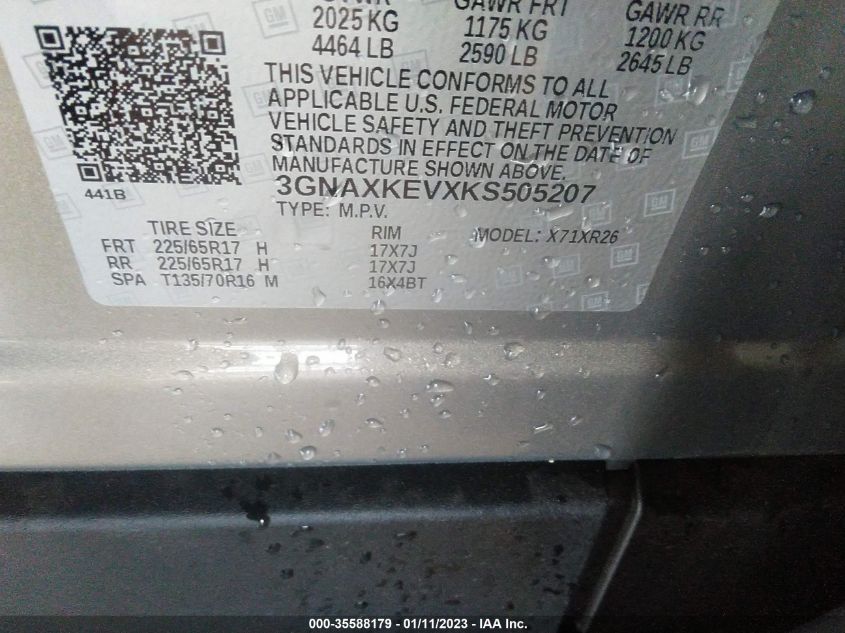 GAWR FRT
GAWR RR
2025 KG 1175 KG 1200 KG
4464 LB 2590 LB 2645 LB
THIS VEHICLE CONFORMS TO ALL
APPLICABLE U.S. FEDERAL MOTOR
VEHICLE SAFETY AND THEFT PREVENTION
STANDARDS IN EFFECT ON THE DATE OF
MANUFACTURE SHOWN ABOVE.
441B
3GNAXKEVXKS505207
TYPE: M.P.V.
MODEL: X71XR26
TIRE SIZE RIM
FRT 225/65R17 H 17X7J
RR 225/65R17 H 17X7J
SPA T135/70R16 M 16X4BT
000-35588179 — 01/11/2023 — IAA Inc.